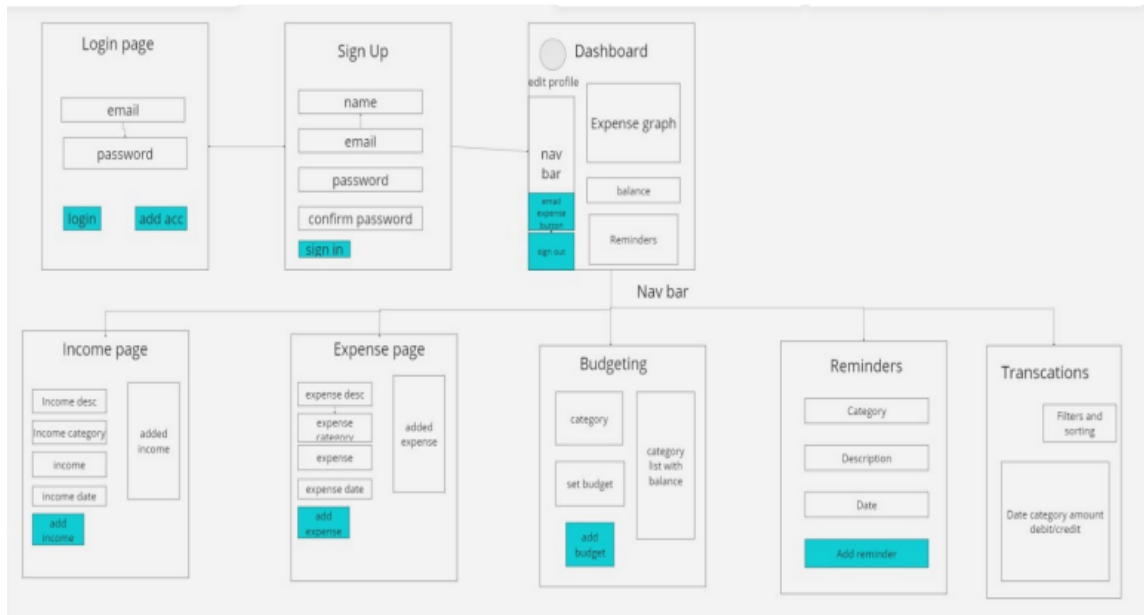 Login page
email
password
login
add acc
Sign Up
name
email
password
confirm password
sign in
Dashboard
edit profile
nav
bar
email
expense
button
sign out
Expense graph
balance
Reminders
Nav bar
Income page
Income desc
Income category
income
income date
add
income
added
income
Expense page
expense desc
expense
category
expense
expense date
add
expense
added
expense
Budgeting
category
set budget
add
budget
category
list with
balance
Reminders
Category
Description
Date
Add reminder
Transcations
Filters and
sorting
Date category amount
debit/credit